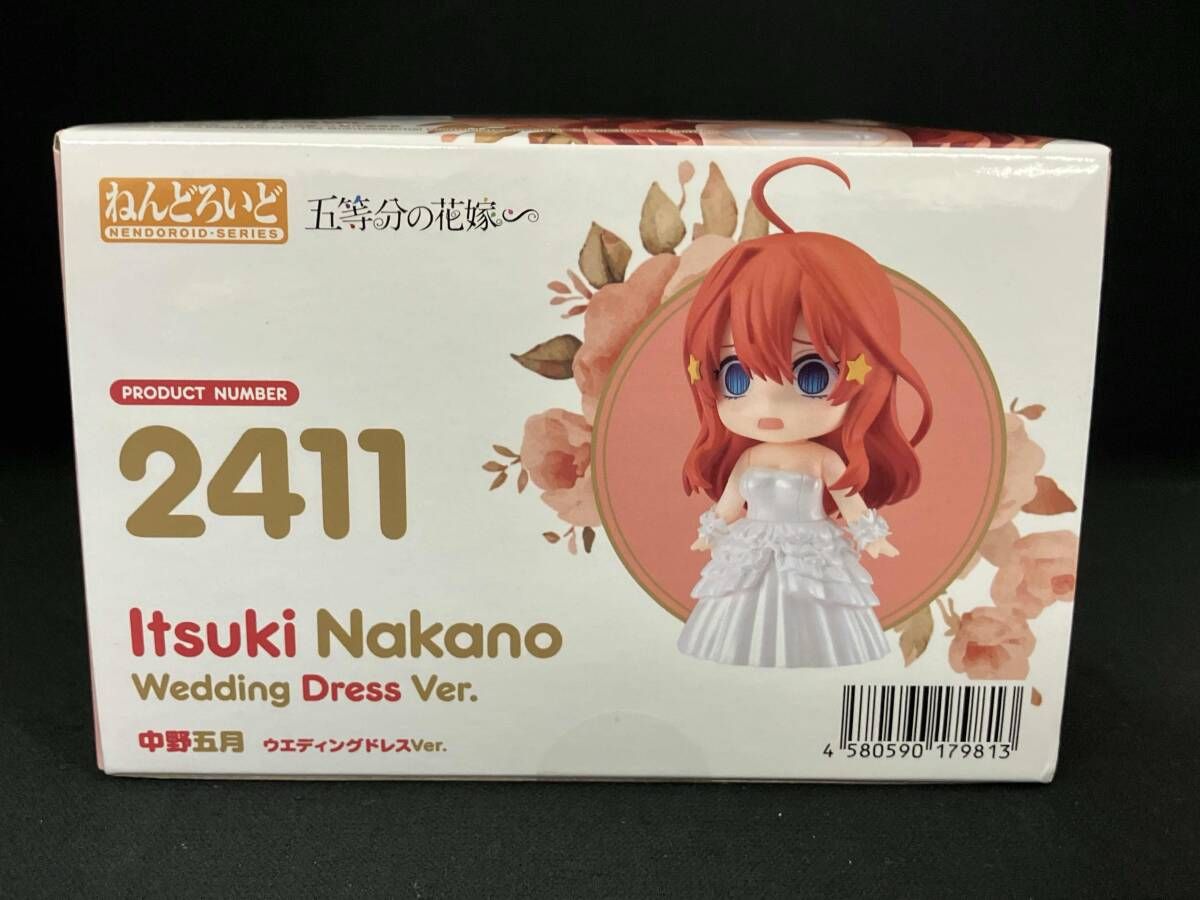 ねんどろいど
NENDOROID・SERIES
五等分の花嫁
PRODUCT NUMBER
2411
Itsuki Nakano
Wedding Dress Ver.
中野五月 ウエディングドレスVer.
4 580590 179813